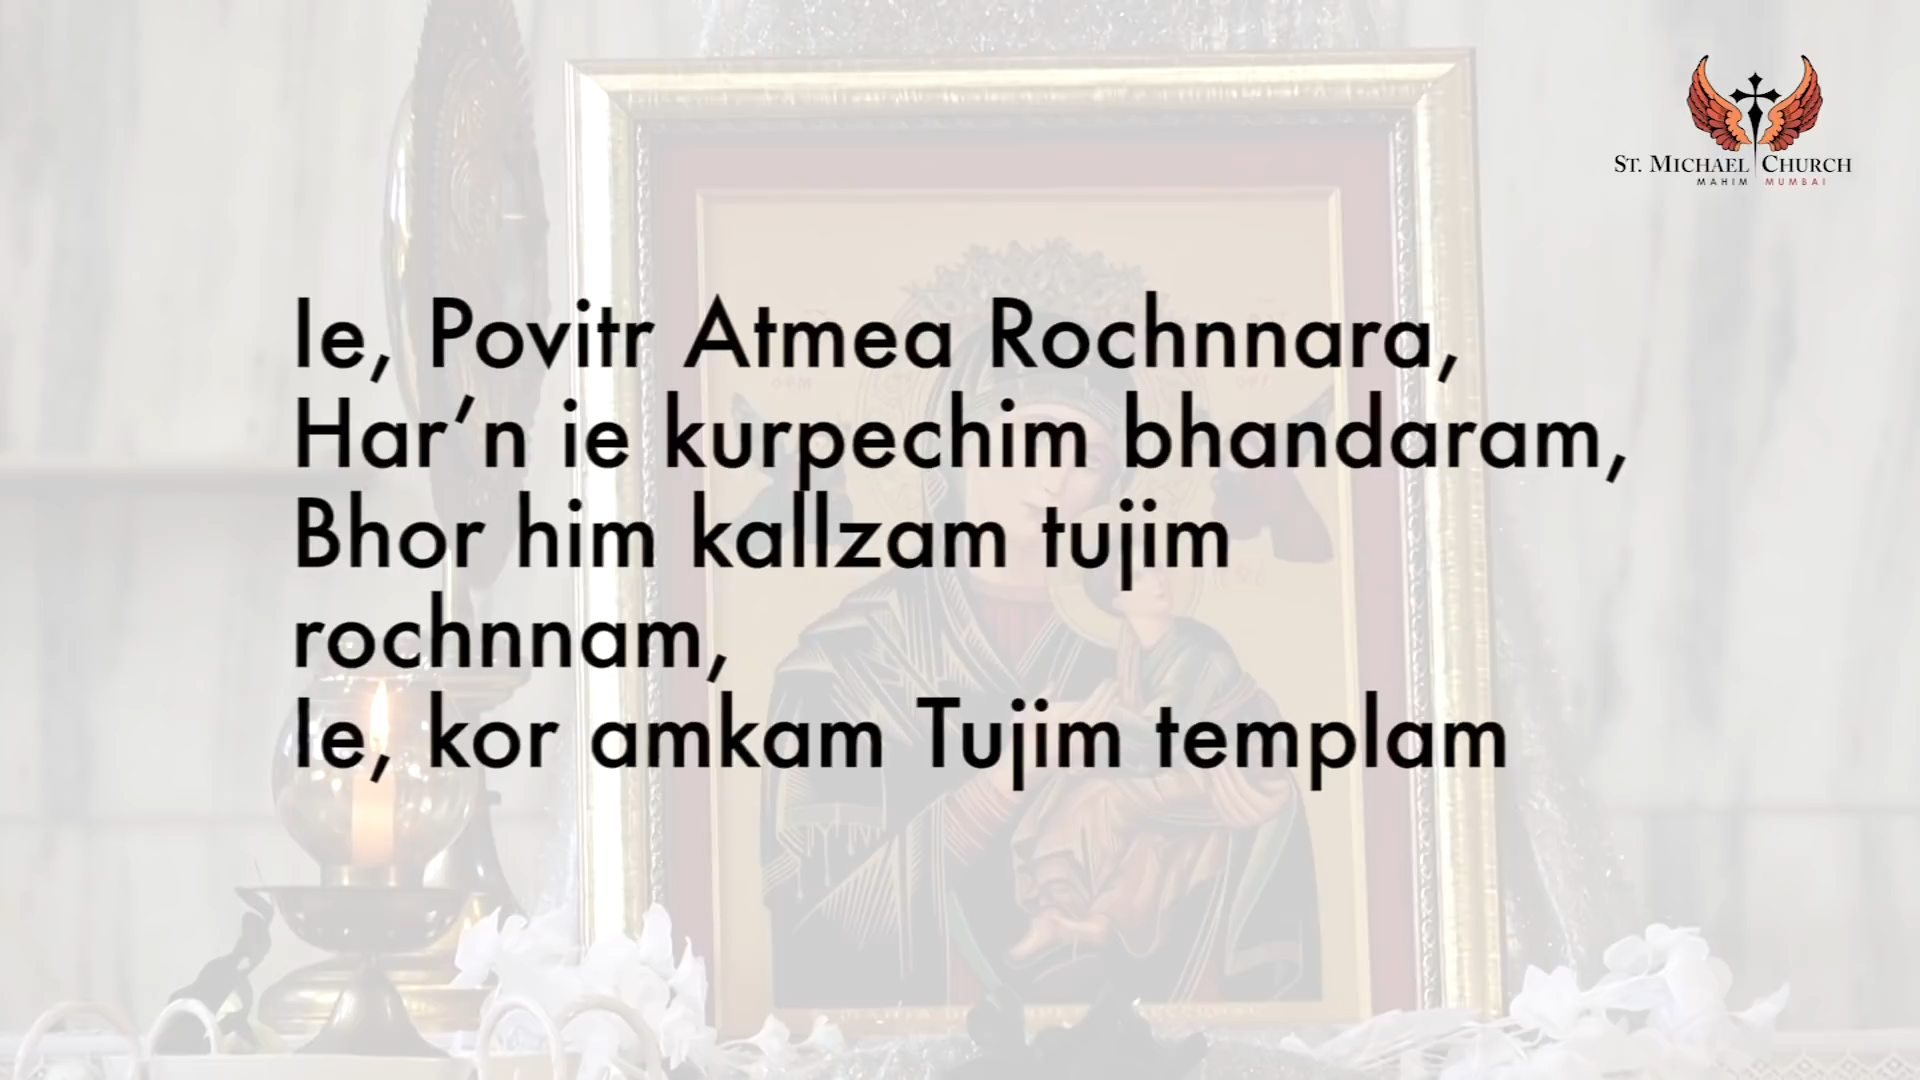 Ie, Povitr Atmea Rochnnara,
Har’n ie kurpechim bhandaram,
Bhor him kallzam tujim
rochnnam,
Ie, kor amkam Tujim templam
ST. MICHAEL CHURCH
MAHIM MUMBAI